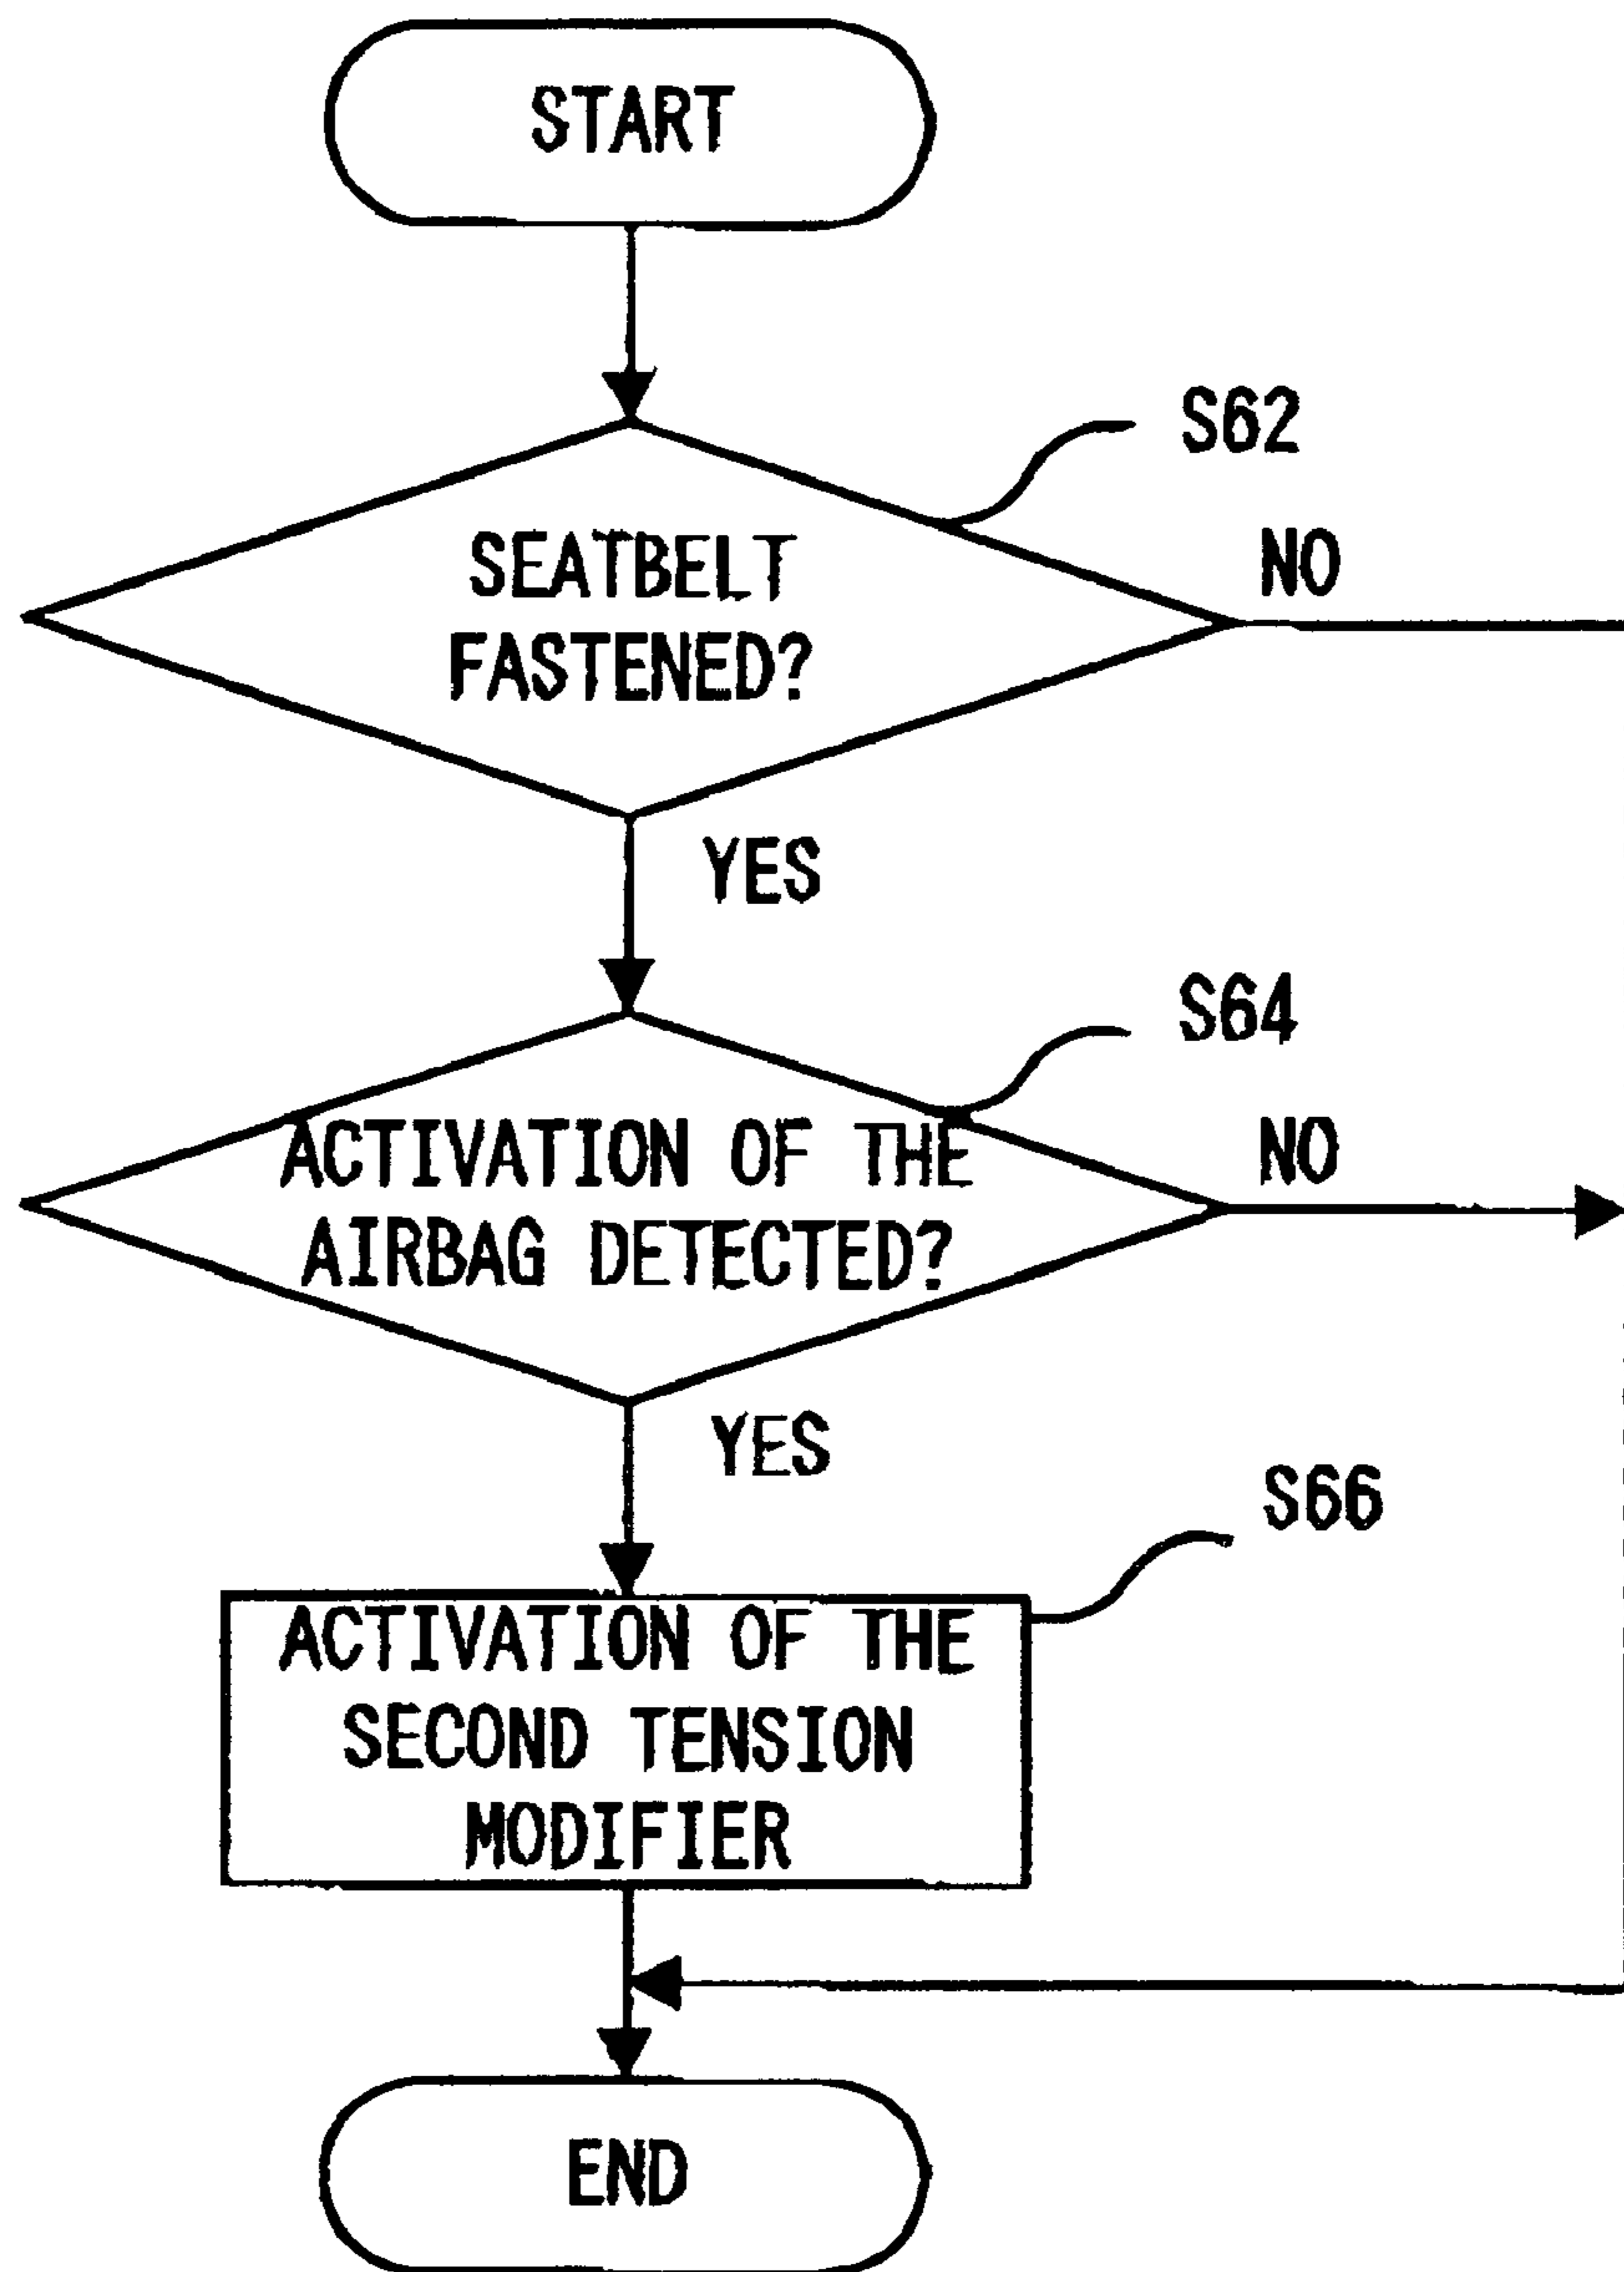 START
S62
SEATBELT
FASTENED?
NO
YES
S64
ACTIVATION OF THE
AIRBAG DETECTED?
NO
YES
S66
ACTIVATION OF THE
SECOND TENSION
MODIFIER
END